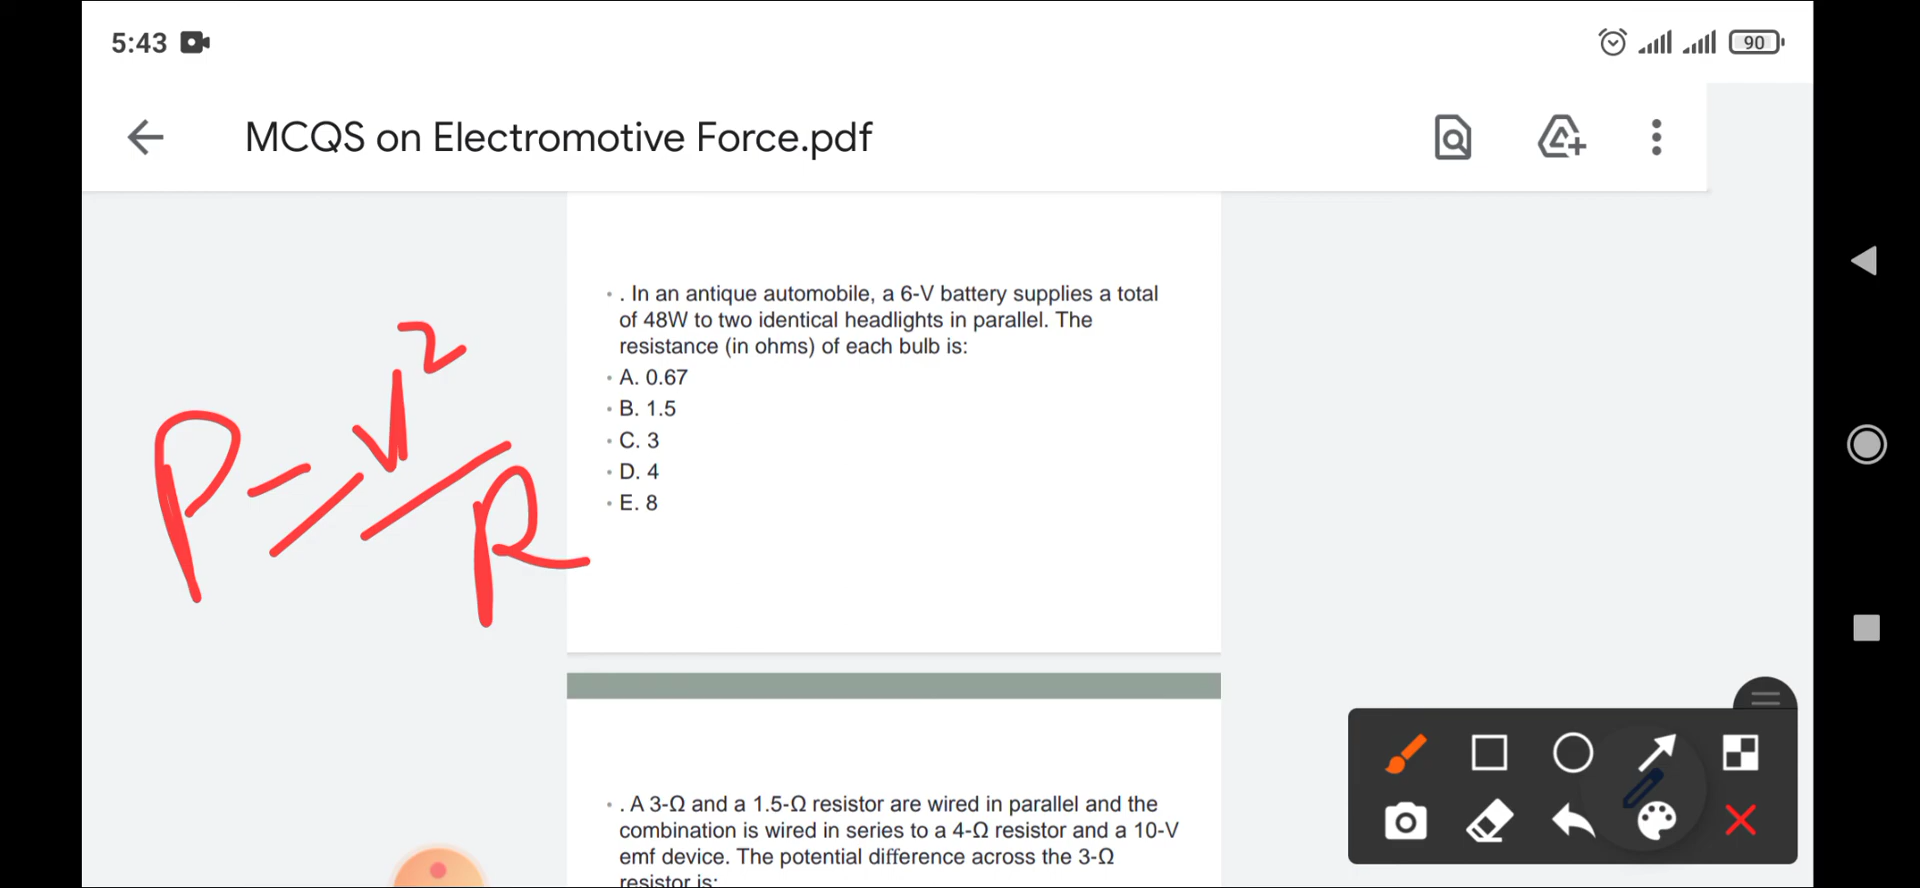 5:43
90
MCQS on Electromotive Force.pdf
• . In an antique automobile, a 6-V battery supplies a total
of 48W to two identical headlights in parallel. The
resistance (in ohms) of each bulb is:
• A. 0.67
• B. 1.5
• C. 3
• D. 4
• E. 8
P = V² / R
• . A 3-Ω and a 1.5-Ω resistor are wired in parallel and the
combination is wired in series to a 4-Ω resistor and a 10-V
emf device. The potential difference across the 3-Ω
resistor is: